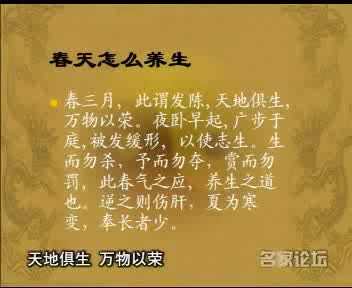 春天怎么养生
春三月，此谓发陈,天地俱生,
万物以荣。夜卧早起,广步于
庭,被发缓形，以使志生。生
而勿杀，予而勿夺，赏而勿
罚，此春气之应，养生之道
也。逆之则伤肝，夏为寒
变，奉长者少。
天地俱生 万物以荣
名家论坛